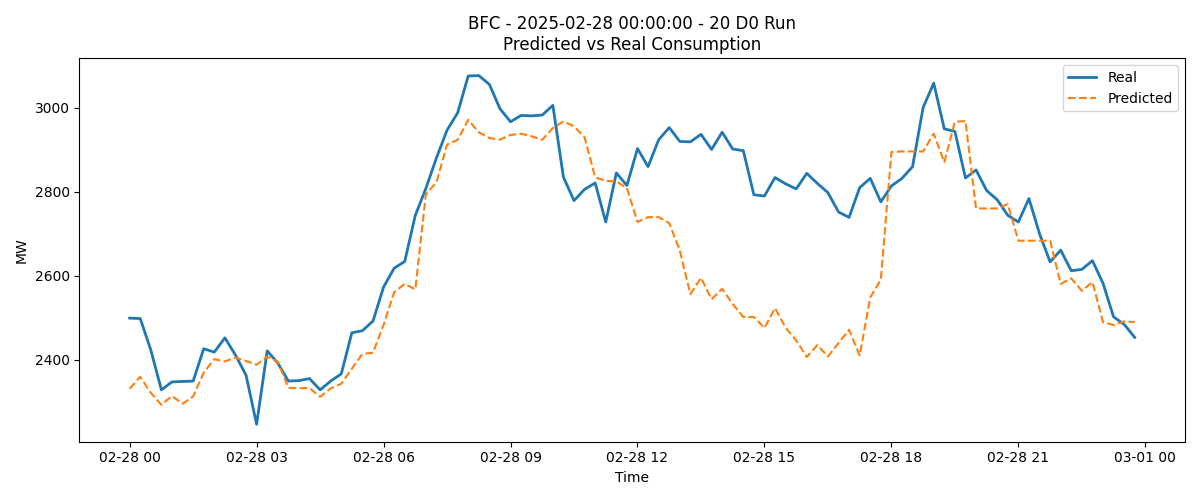 BFC - 2025-02-28 00:00:00 - 20 D0 Run
Predicted vs Real Consumption
Real
Predicted
MW
3000
2800
2600
2400
02-28 00
02-28 03
02-28 06
02-28 09
02-28 12
02-28 15
02-28 18
02-28 21
03-01 00
Time